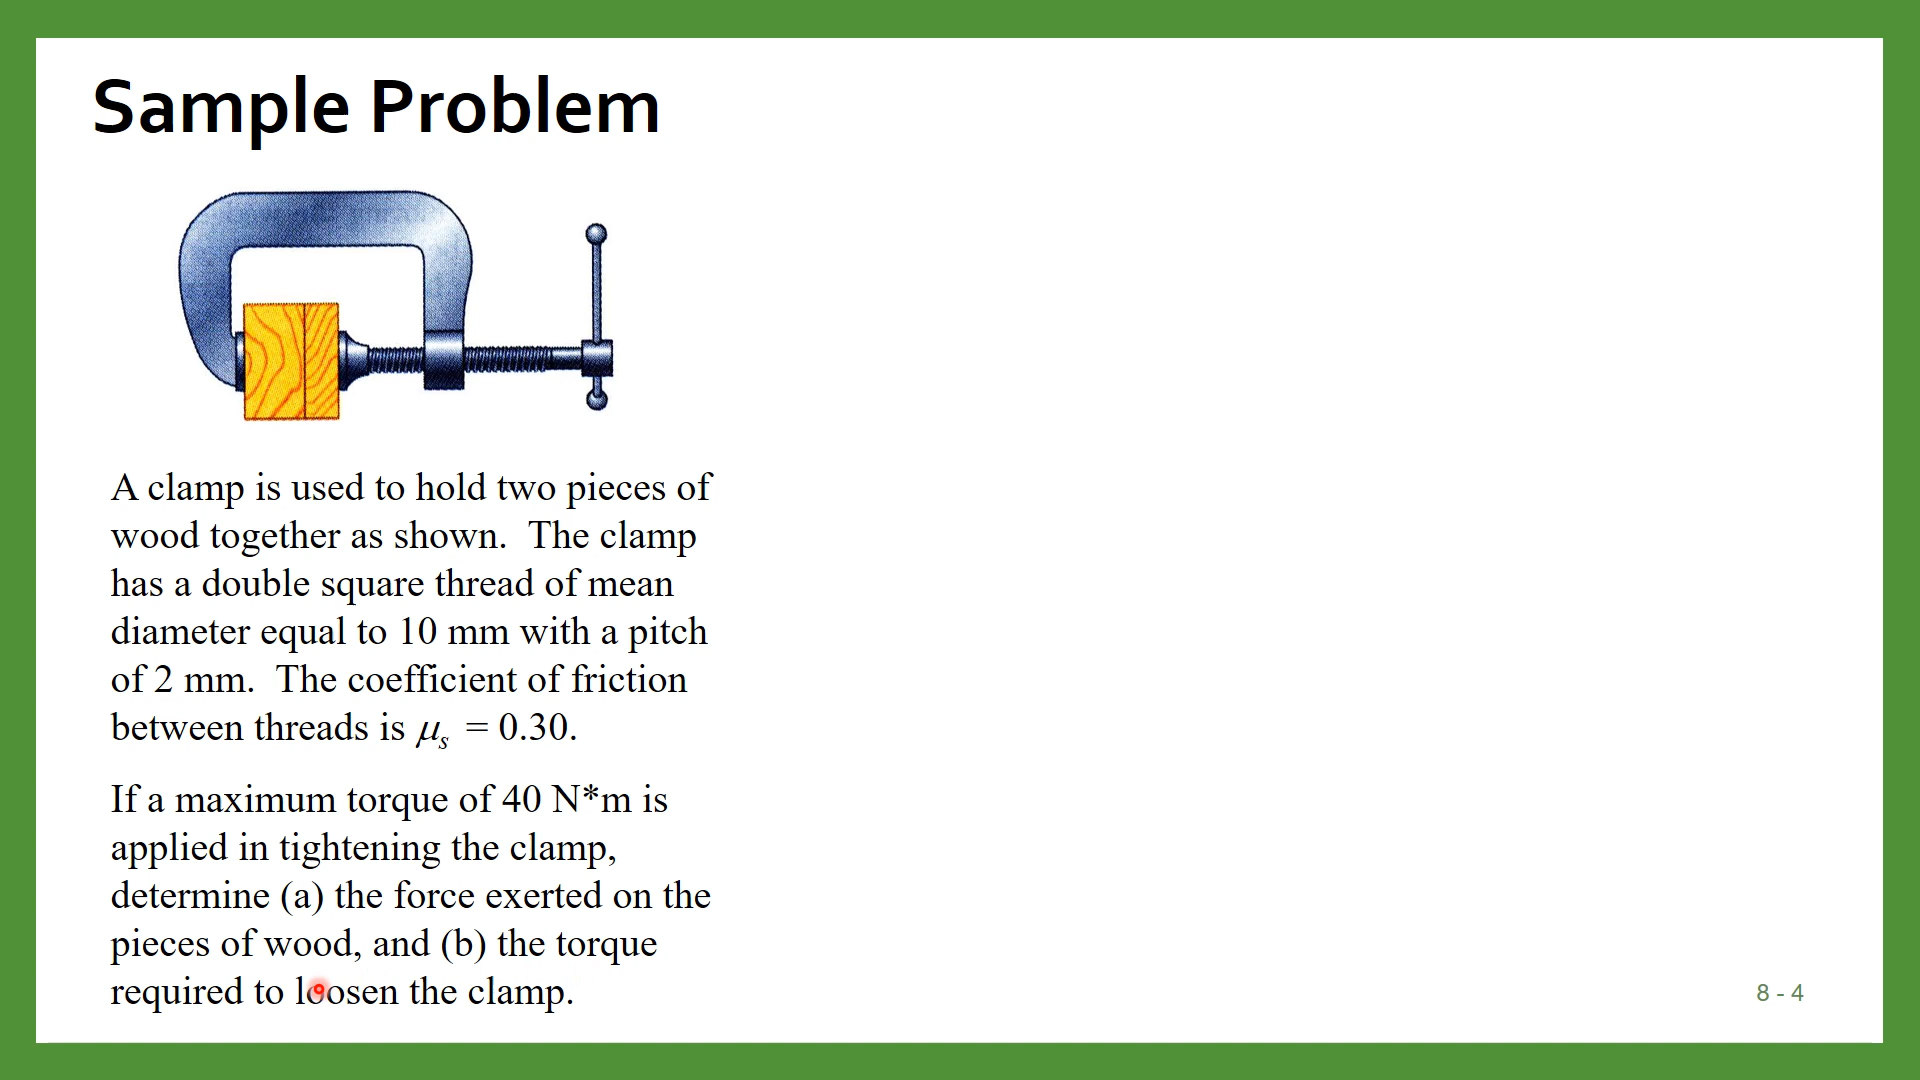 Sample Problem
A clamp is used to hold two pieces of
wood together as shown.  The clamp
has a double square thread of mean
diameter equal to 10 mm with a pitch
of 2 mm.  The coefficient of friction
between threads is μs = 0.30.
If a maximum torque of 40 N*m is
applied in tightening the clamp,
determine (a) the force exerted on the
pieces of wood, and (b) the torque
required to loosen the clamp.
8 - 4